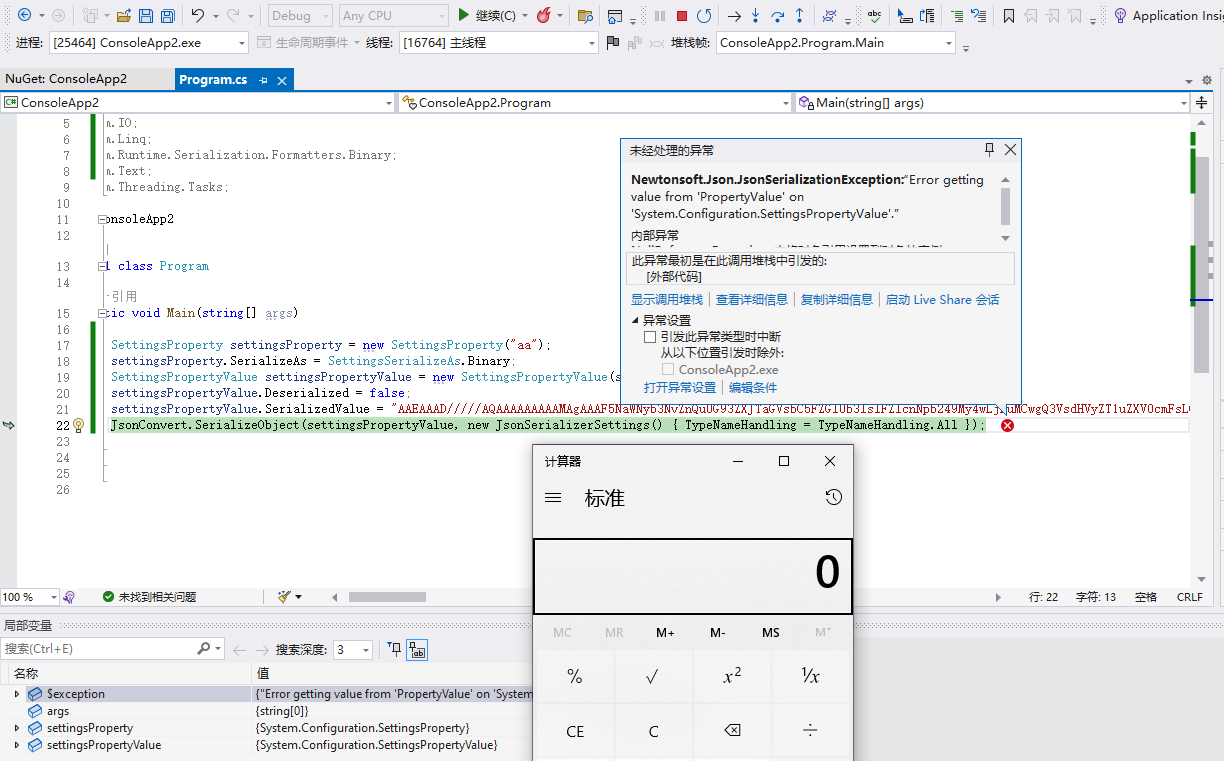 Debug Any CPU 继续(C) Application Insi
进程: [25464] ConsoleApp2.exe 生命周期事件 线程: [16764] 主线程 堆栈帧: ConsoleApp2.Program.Main
NuGet: ConsoleApp2 Program.cs
ConsoleApp2 ConsoleApp2.Program Main(string[] args)
5 n.IO;
6 n.Linq;
7 n.Runtime.Serialization.Formatters.Binary;
8 n.Text;
9 n.Threading.Tasks;
10
11 onsoleApp2
12
13 l class Program
14
引用
15 tic void Main(string[] args)
16
17 SettingsProperty settingsProperty = new SettingsProperty("aa");
18 settingsProperty.SerializeAs = SettingsSerializeAs.Binary;
19 SettingsPropertyValue settingsPropertyValue = new SettingsPropertyValue(s
20 settingsPropertyValue.Deserialized = false;
21 settingsPropertyValue.SerializedValue =
22 JsonConvert.SerializeObject(settingsPropertyValue, new JsonSerializerSettings() { TypeNameHandling = TypeNameHandling.All });
23
24
25
26
未经处理的异常
Newtonsoft.Json.JsonSerializationException:“Error getting
value from 'PropertyValue' on
'System.Configuration.SettingsPropertyValue'.”
内部异常
此异常最初是在此调用堆栈中引发的:
[外部代码]
显示调用堆栈 | 查看详细信息 | 复制详细信息 | 启动 Live Share 会话
异常设置
引发此异常类型时中断
从以下位置引发时除外:
ConsoleApp2.exe
打开异常设置 | 编辑条件
计算器
标准
0
MC MR M+ M- MS M˅
% √ x² ¹/x
CE C ⌫ ÷
100 % 未找到相关问题 行: 22 字符: 13 空格 CRLF
局部变量
搜索(Ctrl+E) 搜索深度: 3
名称 值
$exception {"Error getting value from 'PropertyValue' on 'System
args {string[0]}
settingsProperty {System.Configuration.SettingsProperty}
settingsPropertyValue {System.Configuration.SettingsPropertyValue}